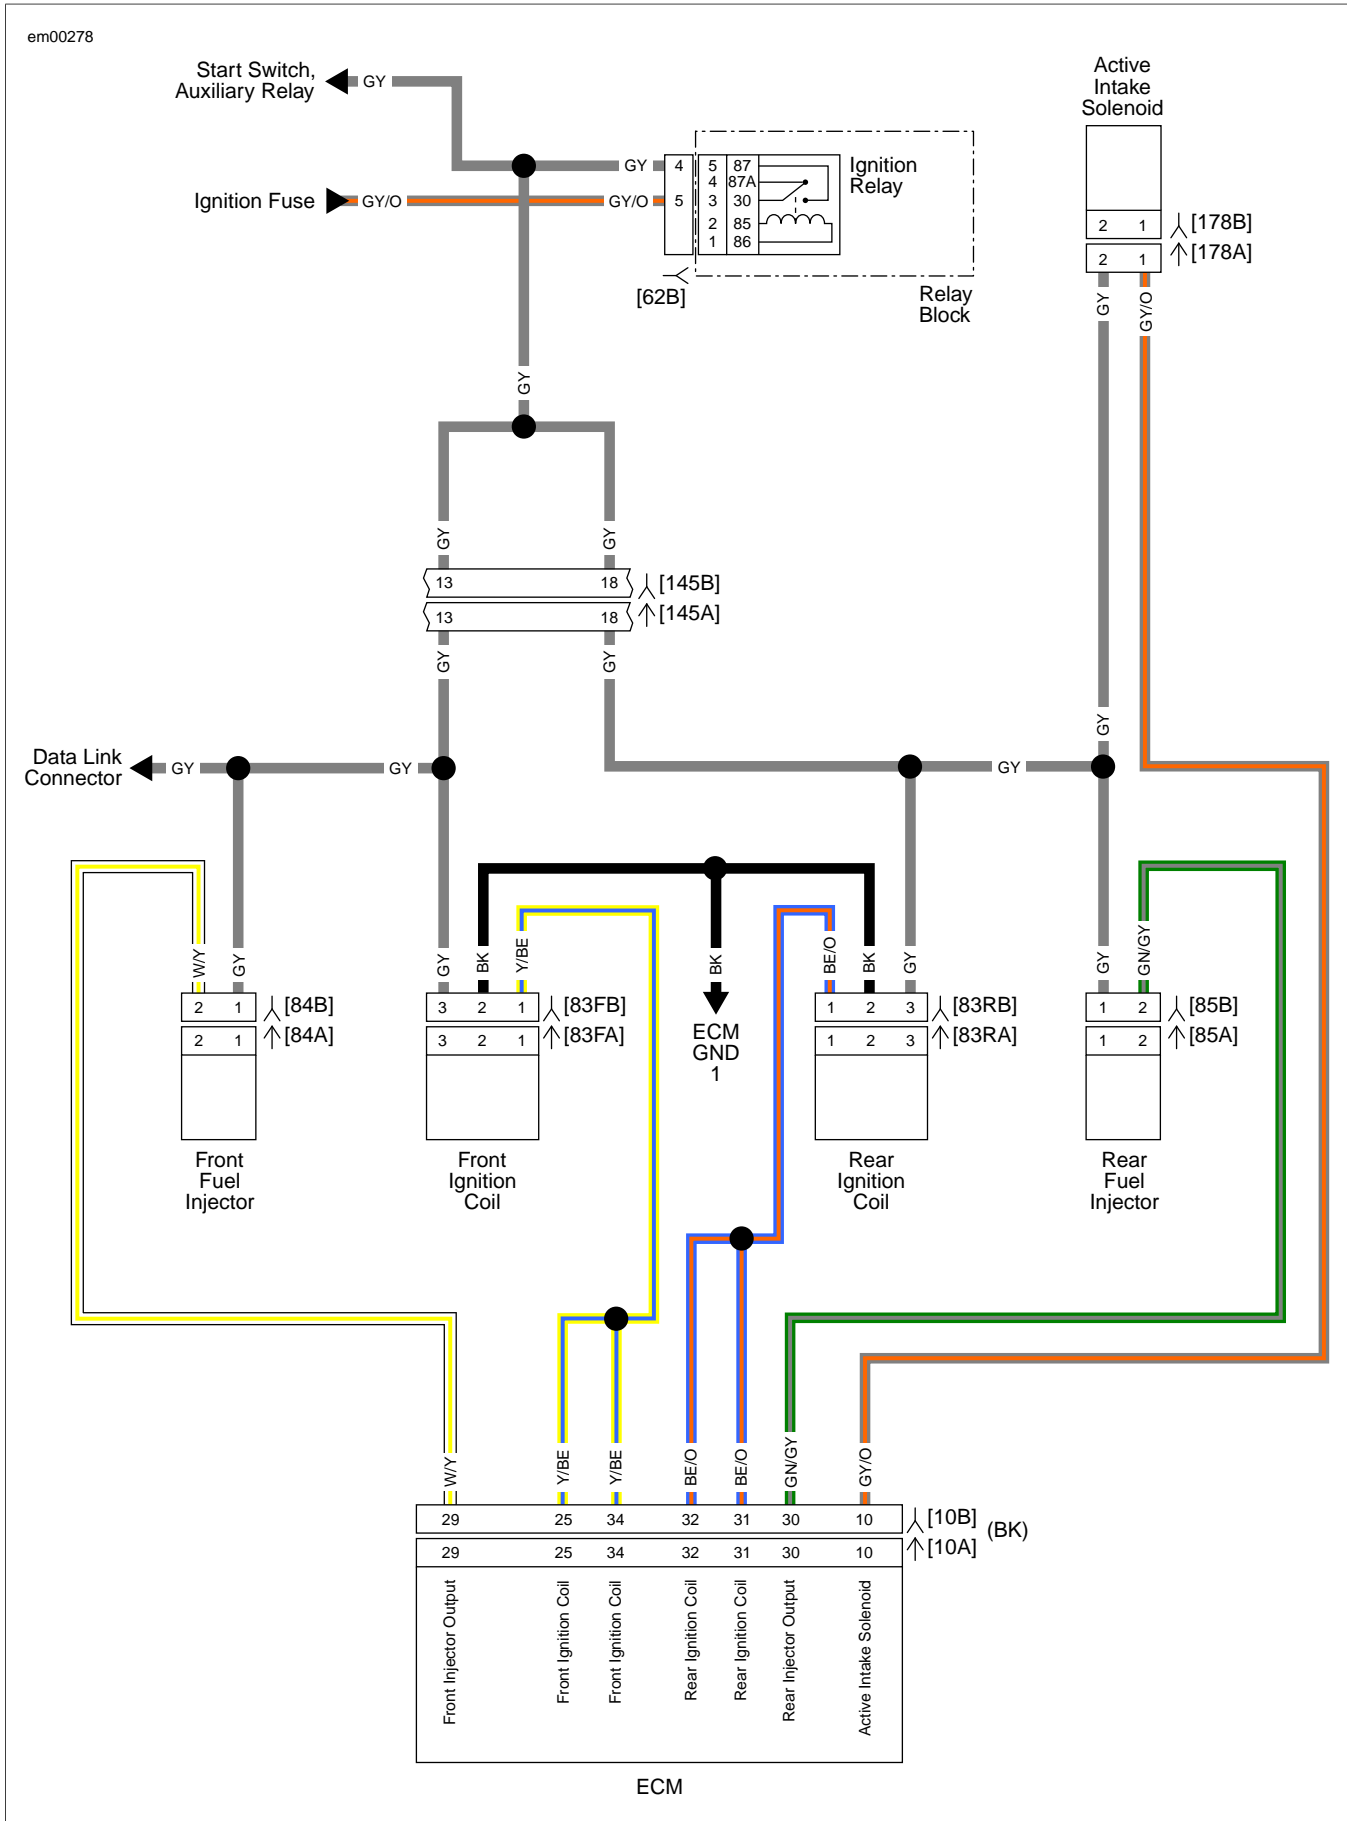 em00278
Start Switch,
Auxiliary Relay
GY
Active
Intake
Solenoid
GY
4
5
87
4
87A
Ignition
Relay
Ignition Fuse
GY/O
GY/O
5
3
30
2
85
1
86
[62B]
Relay
Block
2
1
[178B]
2
1
[178A]
GY
GY/O
GY
GY
GY
13
18
[145B]
13
18
[145A]
GY
GY
GY
Data Link
Connector
GY
GY
GY
W/Y
GY
GY
BK
Y/BE
BK
BE/O
BK
GY
GY
GN/GY
2
1
[84B]
3
2
1
[83FB]
1
2
3
[83RB]
1
2
[85B]
2
1
[84A]
3
2
1
[83FA]
1
2
3
[83RA]
1
2
[85A]
ECM
GND
1
Front
Fuel
Injector
Front
Ignition
Coil
Rear
Ignition
Coil
Rear
Fuel
Injector
W/Y
Y/BE
Y/BE
BE/O
BE/O
GN/GY
GY/O
29
25
34
32
31
30
10
[10B]
(BK)
29
25
34
32
31
30
10
[10A]
Front Injector Output
Front Ignition Coil
Front Ignition Coil
Rear Ignition Coil
Rear Ignition Coil
Rear Injector Output
Active Intake Solenoid
ECM